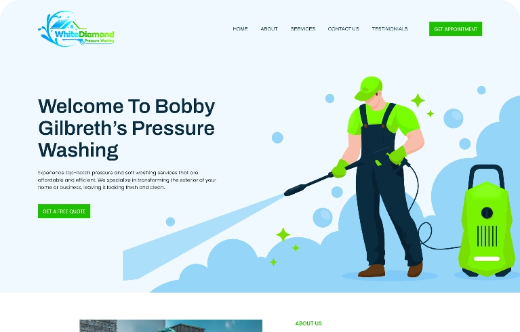 WhiteDiamond
Pressure Washing
HOME ABOUT SERVICES CONTACT US TESTIMONIALS GET APPOINTMENT
Welcome To Bobby
Gilbreth's Pressure
Washing
Experience top-notch pressure and soft washing services that are
affordable and efficient. We specialize in transforming the exterior of your
home or business, leaving it looking fresh and clean.
GET A FREE QUOTE
ABOUT US